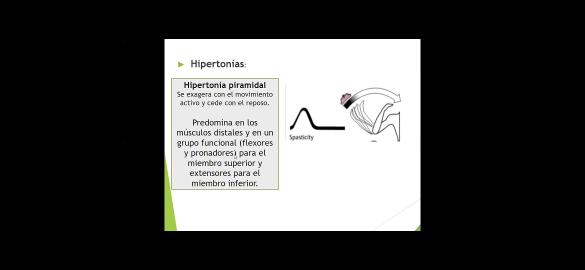 Hipertonías:
Hipertonía piramidal
Se exagera con el movimiento
activo y cede con el reposo.
Predomina en los
músculos distales y en un
grupo funcional (flexores
y pronadores) para el
miembro superior y
extensores para el
miembro inferior.
Spasticity